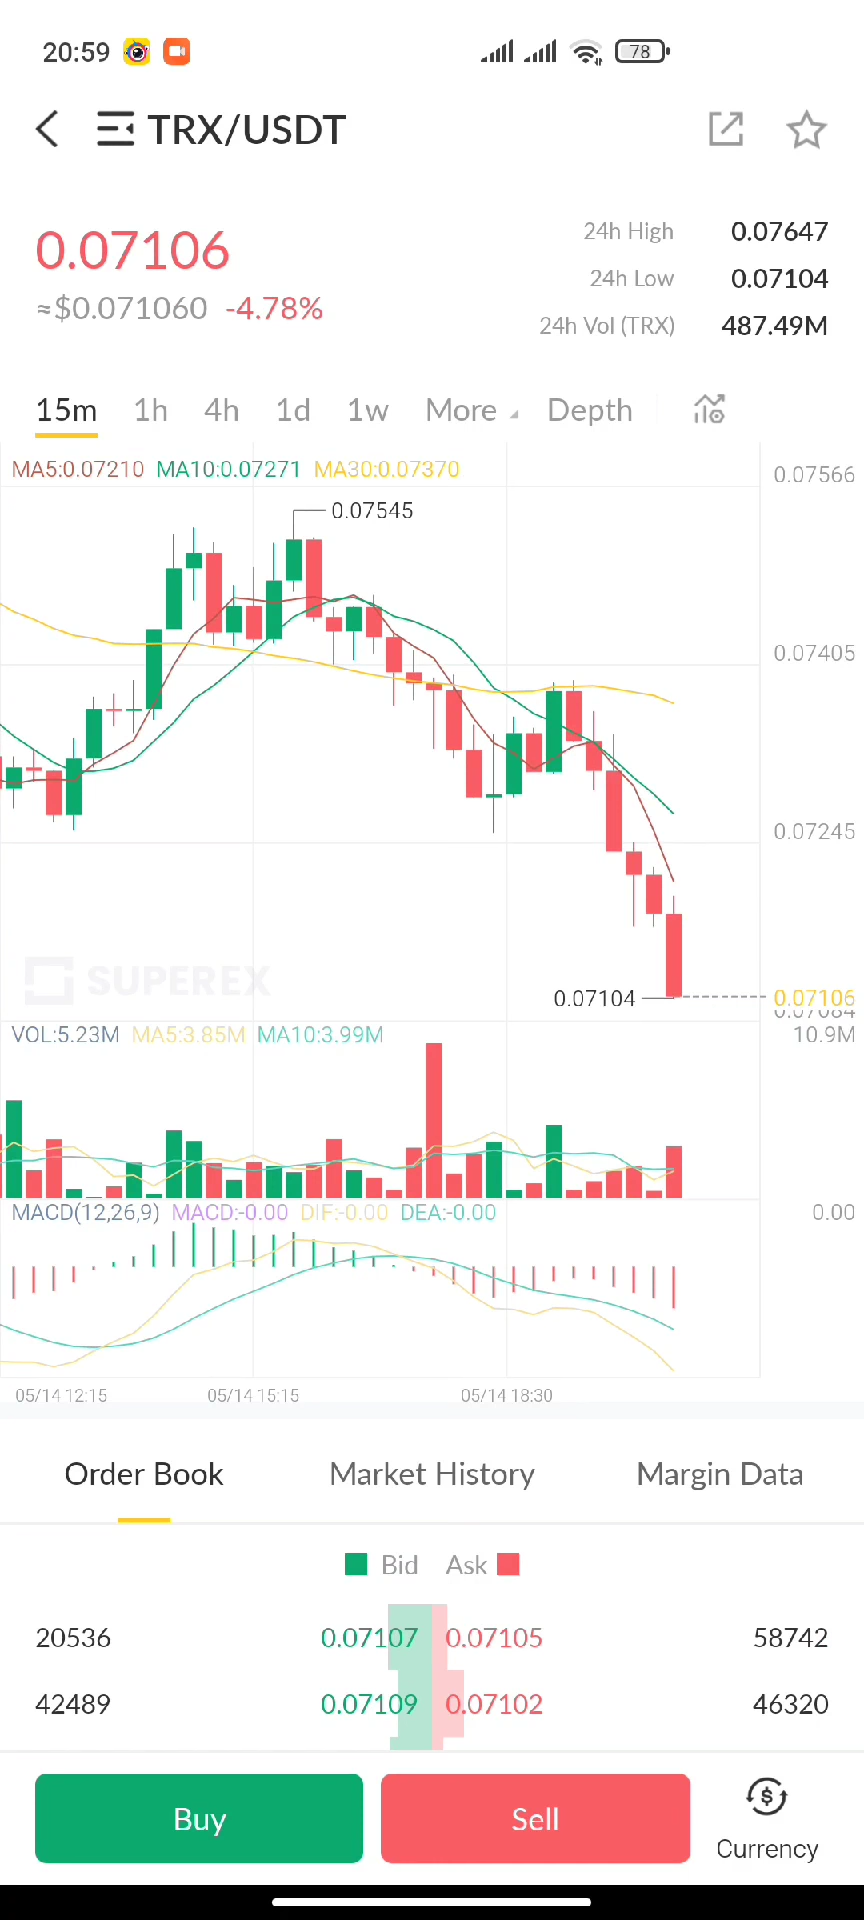 20:59
78
TRX/USDT
0.07106
≈$0.071060 -4.78%
24h High 0.07647
24h Low 0.07104
24h Vol (TRX) 487.49M
15m 1h 4h 1d 1w More Depth
MA5:0.07210 MA10:0.07271 MA30:0.07370
0.07566
0.07545
0.07405
0.07245
SUPEREX
0.07104
0.07106
0.07084
VOL:5.23M MA5:3.85M MA10:3.99M
10.9M
MACD(12,26,9) MACD:-0.00 DIF:-0.00 DEA:-0.00
0.00
05/14 12:15 05/14 15:15 05/14 18:30
Order Book Market History Margin Data
Bid Ask
20536 0.07107 0.07105 58742
42489 0.07109 0.07102 46320
Buy Sell Currency